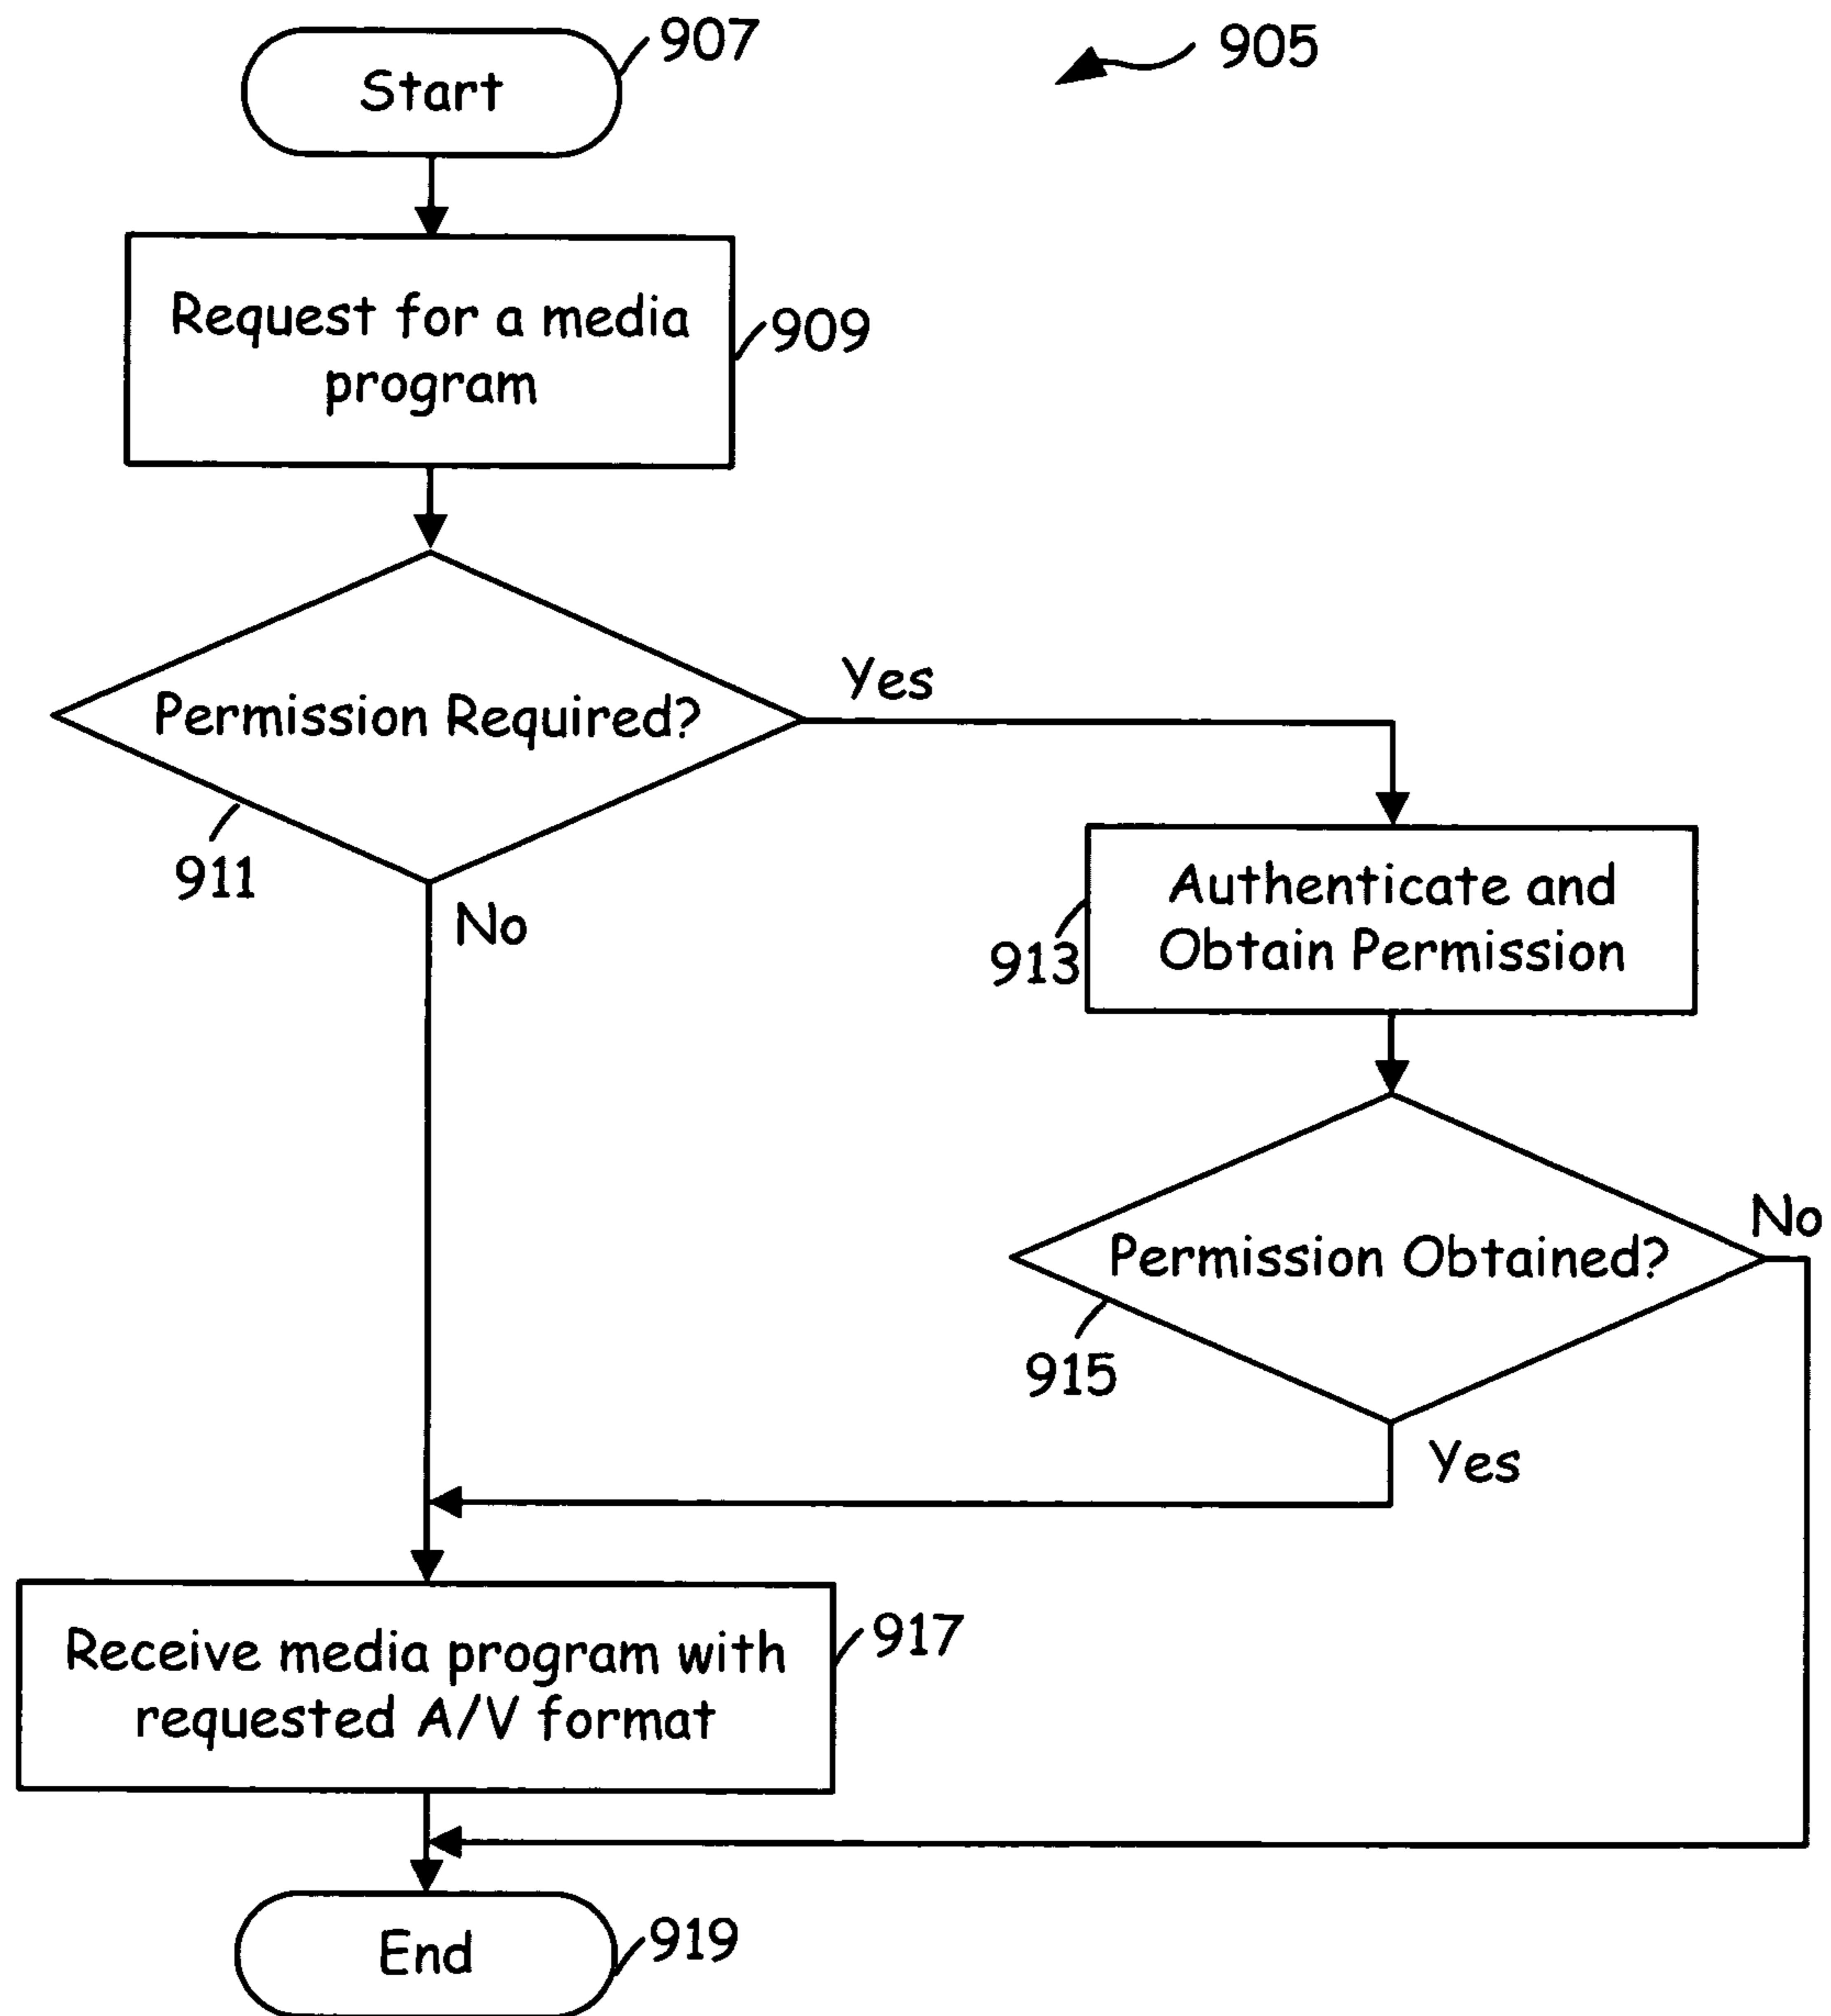 907
905
Start
Request for a media
program
909
Permission Required?
Yes
911
No
Authenticate and
Obtain Permission
913
Permission Obtained?
No
915
Yes
Receive media program with
requested A/V format
917
End
919